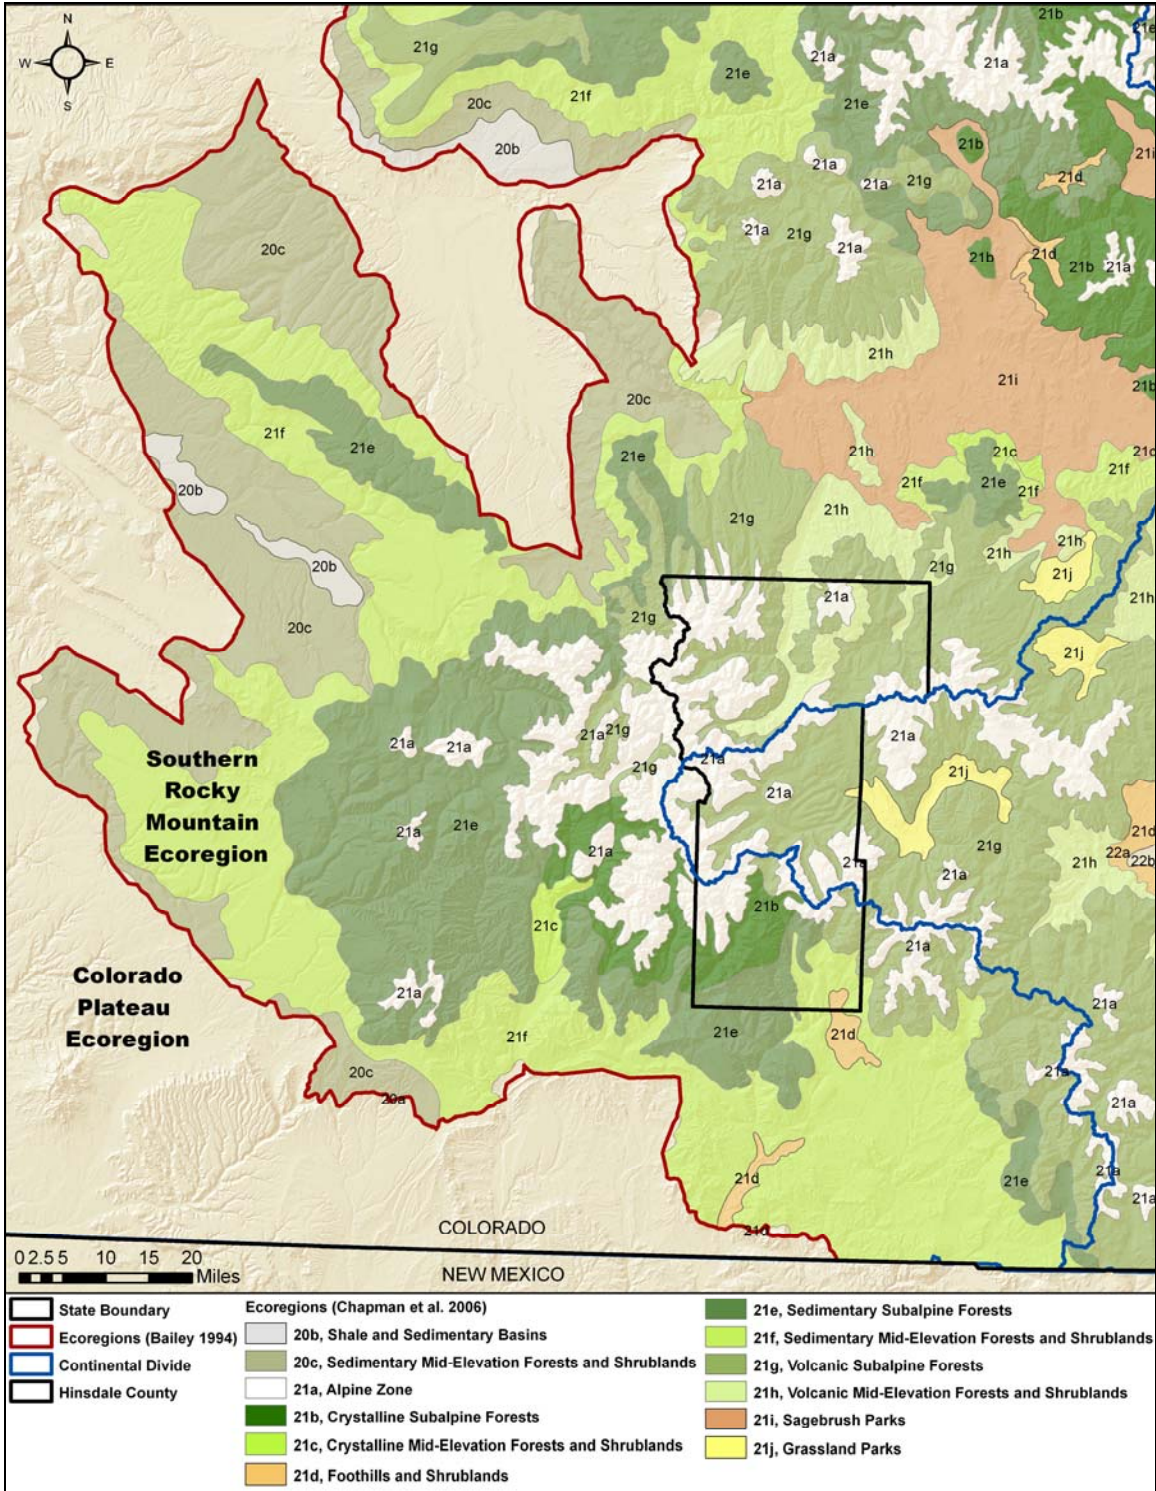 N
W E
S
21g
20c
20b
21f
21e
21a
21e
21a
21b
21e
21b
21d
21i
21a
21a
21a
21g
21a
21g
21a
21b
21d
21b
21a
20c
21h
21i
21b
20c
21f
21e
21e
21h
21c
21c
21f
21e
21f
21f
20b
21g
21h
21h
21h
20b
21g
21j
21a
21h
20c
21g
21j
21a
21a
21a
21g
21a
21a
21g
21a
21j
Southern
Rocky
Mountain
Ecoregion
21a
21e
21a
21a
21g
21d
22a
22b
21h
21a
21b
21c
21a
Colorado
Plateau
Ecoregion
21a
21a
21f
21e
21d
20c
20a
21a
21a
21d
21e
21a
21a
21d
COLORADO
NEW MEXICO
0 2.5 5 10 15 20
Miles
State Boundary
Ecoregions (Bailey 1994)
Continental Divide
Hinsdale County
Ecoregions (Chapman et al. 2006)
20b, Shale and Sedimentary Basins
20c, Sedimentary Mid-Elevation Forests and Shrublands
21a, Alpine Zone
21b, Crystalline Subalpine Forests
21c, Crystalline Mid-Elevation Forests and Shrublands
21d, Foothills and Shrublands
21e, Sedimentary Subalpine Forests
21f, Sedimentary Mid-Elevation Forests and Shrublands
21g, Volcanic Subalpine Forests
21h, Volcanic Mid-Elevation Forests and Shrublands
21i, Sagebrush Parks
21j, Grassland Parks